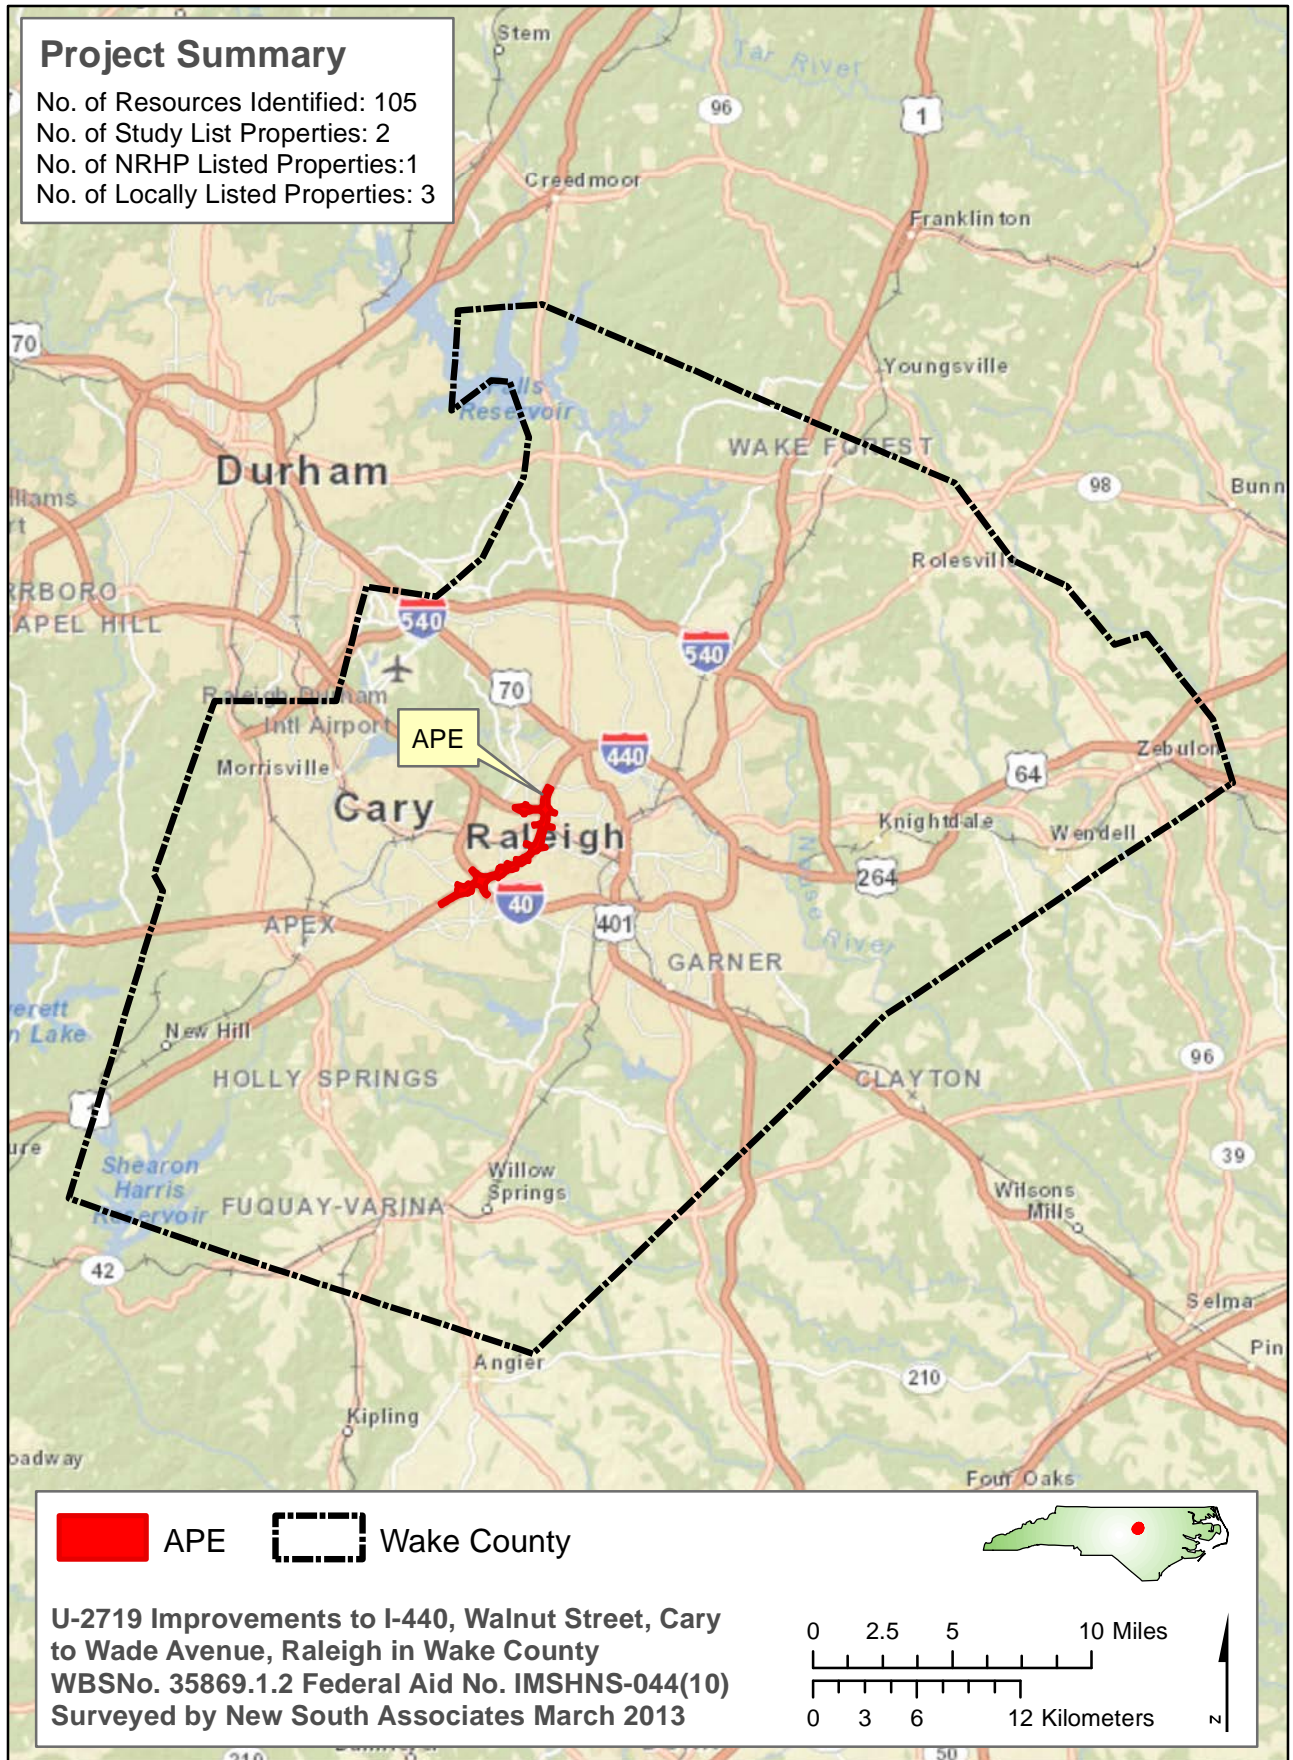 Project Summary
No. of Resources Identified: 105
No. of Study List Properties: 2
No. of NRHP Listed Properties:1
No. of Locally Listed Properties: 3
Stem
Tar River
96
1
Creedmoor
Franklinton
70
Youngsville
Falls
Reservoir
WAKE FOREST
Durham
98
Bunn
Rolesville
540
540
70
Raleigh Durham
Intl Airport
APE
440
Morrisville
64
Zebulon
Cary
Raleigh
Knightdale
Wendell
264
40
401
Neuse
River
APEX
GARNER
New Hill
96
HOLLY SPRINGS
CLAYTON
39
Shearon
Harris
Reservoir
Willow
Springs
Wilsons
Mills
FUQUAY-VARINA
42
Selma
Angier
210
Kipling
Four Oaks
APE
Wake County
U-2719 Improvements to I-440, Walnut Street, Cary
to Wade Avenue, Raleigh in Wake County
WBSNo. 35869.1.2 Federal Aid No. IMSHNS-044(10)
Surveyed by New South Associates March 2013
0 2.5 5 10 Miles
0 3 6 12 Kilometers
N
210
50